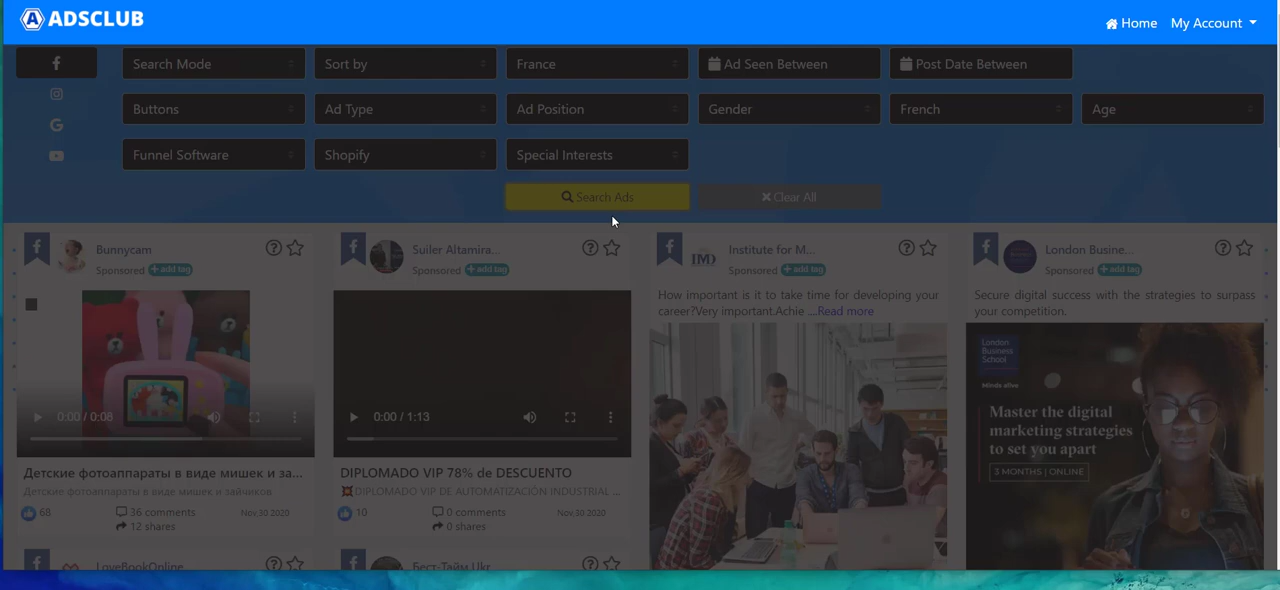 ADSCLUB
Home My Account
Search Mode Sort by France Ad Seen Between Post Date Between
Buttons Ad Type Ad Position Gender French Age
Funnel Software Shopify Special Interests
Search Ads Clear All
Bunnycam
Sponsored + add tag
0:00 / 0:08
Детские фотоаппараты в виде мишек и за...
Детские фотоаппараты в виде мишек и зайчиков
68 36 comments Nov.30 2020
12 shares
LoveBookOnline
Suiler Altamira...
Sponsored + add tag
0:00 / 1:13
DIPLOMADO VIP 78% de DESCUENTO
DIPLOMADO VIP DE AUTOMATIZACIÓN INDUSTRIAL ...
10 0 comments Nov.30 2020
0 shares
Бест-Тайм Ukr
Institute for M...
Sponsored + add tag
How important is it to take time for developing your
career?Very important.Achie ....Read more
London Busine...
Sponsored + add tag
Secure digital success with the strategies to surpass
your competition.
London
Business
School
Minds alive
Master the digital
marketing strategies
to set you apart
3 MONTHS | ONLINE